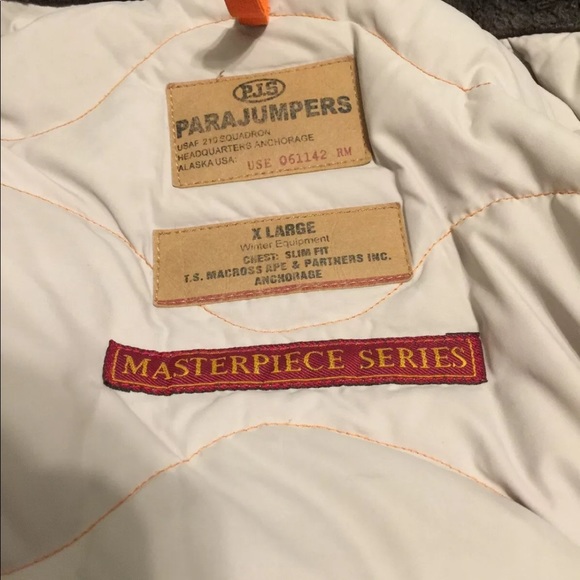 P.J.S
PARAJUMPERS
USAF 210 SQUADRON
HEADQUARTERS ANCHORAGE
ALASKA USA: USE 061142 RM
X LARGE
Winter Equipment
CHEST: SLIM FIT
T.S. MACROSS APE & PARTNERS INC.
ANCHORAGE
MASTERPIECE SERIES